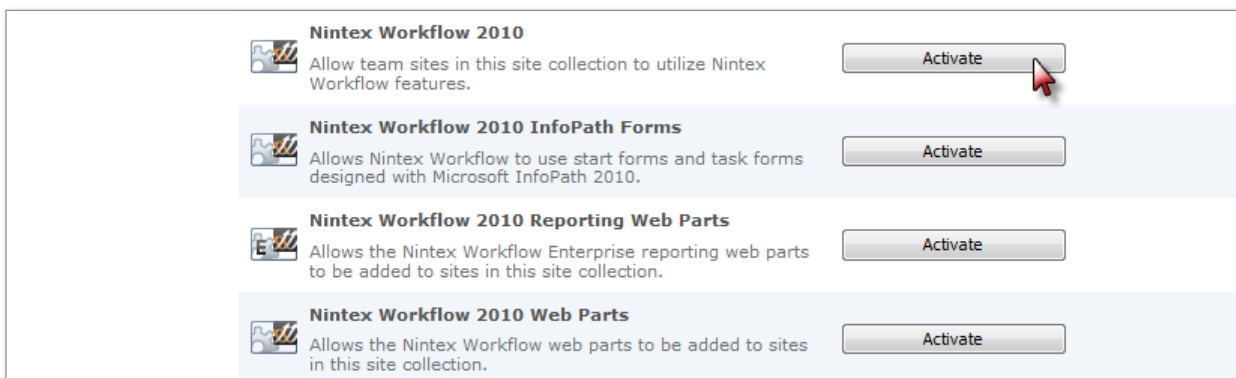 Nintex Workflow 2010
Allow team sites in this site collection to utilize Nintex
Workflow features.
Activate
Nintex Workflow 2010 InfoPath Forms
Allows Nintex Workflow to use start forms and task forms
designed with Microsoft InfoPath 2010.
Activate
Nintex Workflow 2010 Reporting Web Parts
E
Allows the Nintex Workflow Enterprise reporting web parts
to be added to sites in this site collection.
Activate
Nintex Workflow 2010 Web Parts
Allows the Nintex Workflow web parts to be added to sites
in this site collection.
Activate